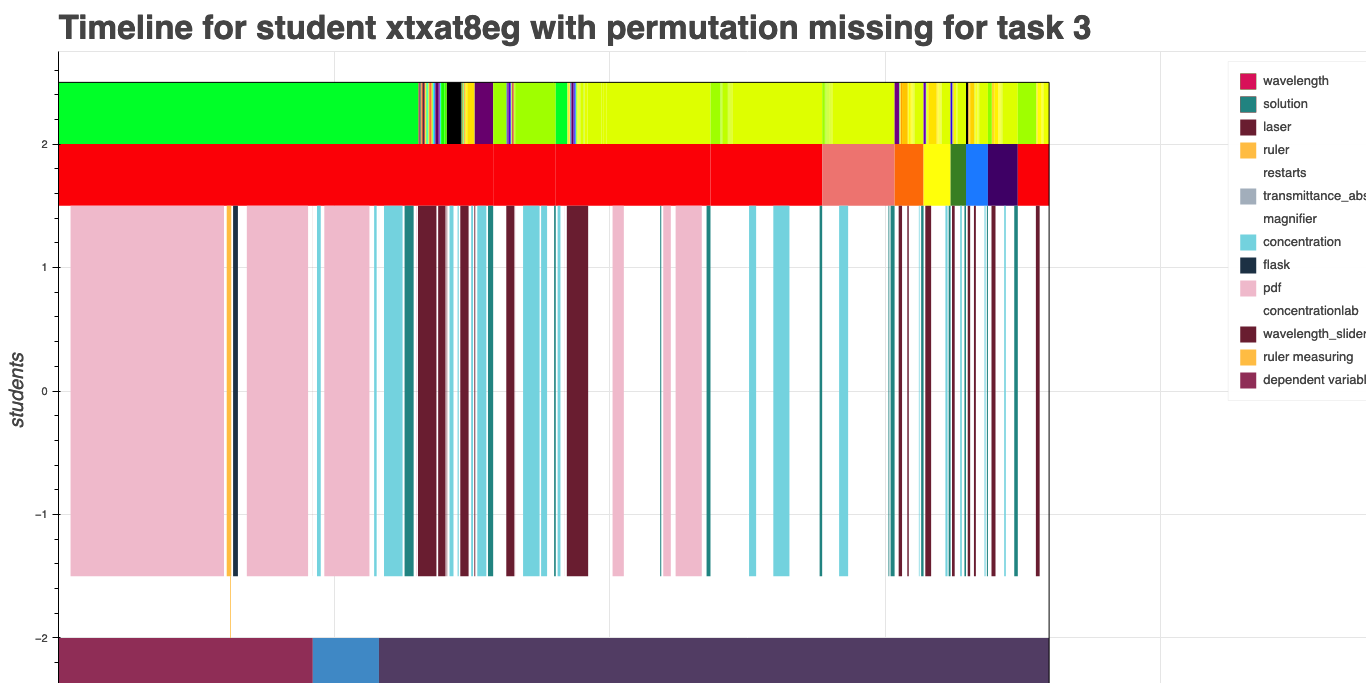 Timeline for student xtxat8eg with permutation missing for task 3
wavelength
solution
laser
ruler
restarts
transmittance_abs
magnifier
concentration
flask
pdf
concentrationlab
wavelength_slider
ruler measuring
dependent variabl
2
1
0
−1
−2
students